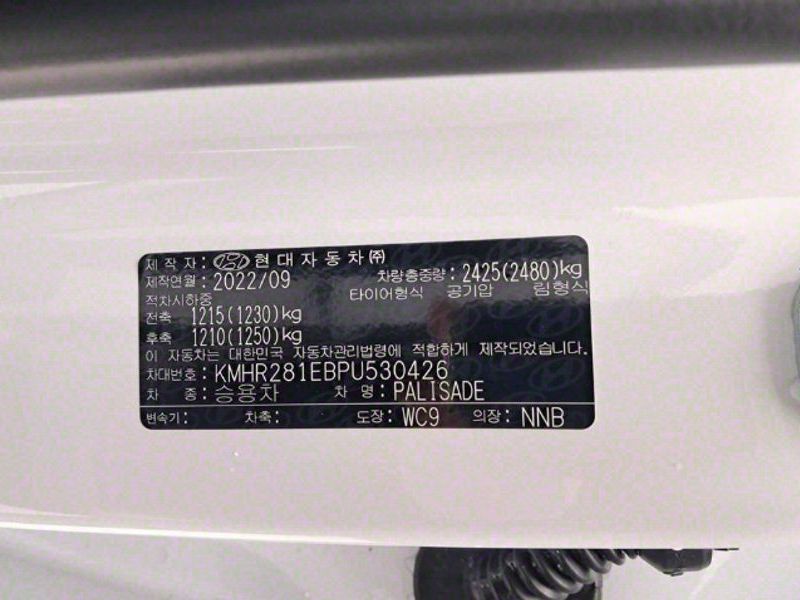 제 작 자 : 현대자동차㈜
제작연월 : 2022/09 차량총중량 : 2425(2480)kg
적차시하중 타이어형식 공기압 림형식
전축 1215(1230)kg
후축 1210(1250)kg
이 자동차는 대한민국 자동차관리법령에 적합하게 제작되었습니다.
차대번호 : KMHR281EBPU530426
차 종 : 승용차 차 명 : PALISADE
변속기 : 차축 : 도장 : WC9 의장 : NNB